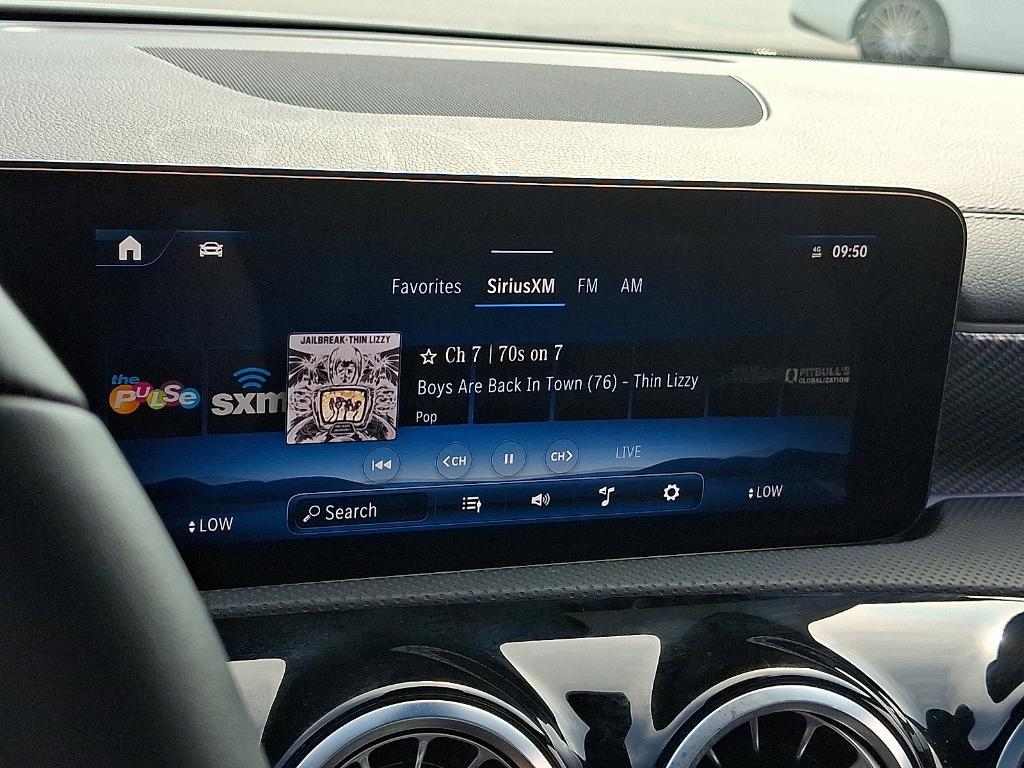 4G
09:50
Favorites SiriusXM FM AM
JAILBREAK·THIN LIZZY
Ch 7 | 70s on 7
Boys Are Back In Town (76) - Thin Lizzy
Pop
the PULSE
sxm
PITBULL'S
GLOBALIZATION
<CH
CH>
LIVE
LOW
Search
LOW